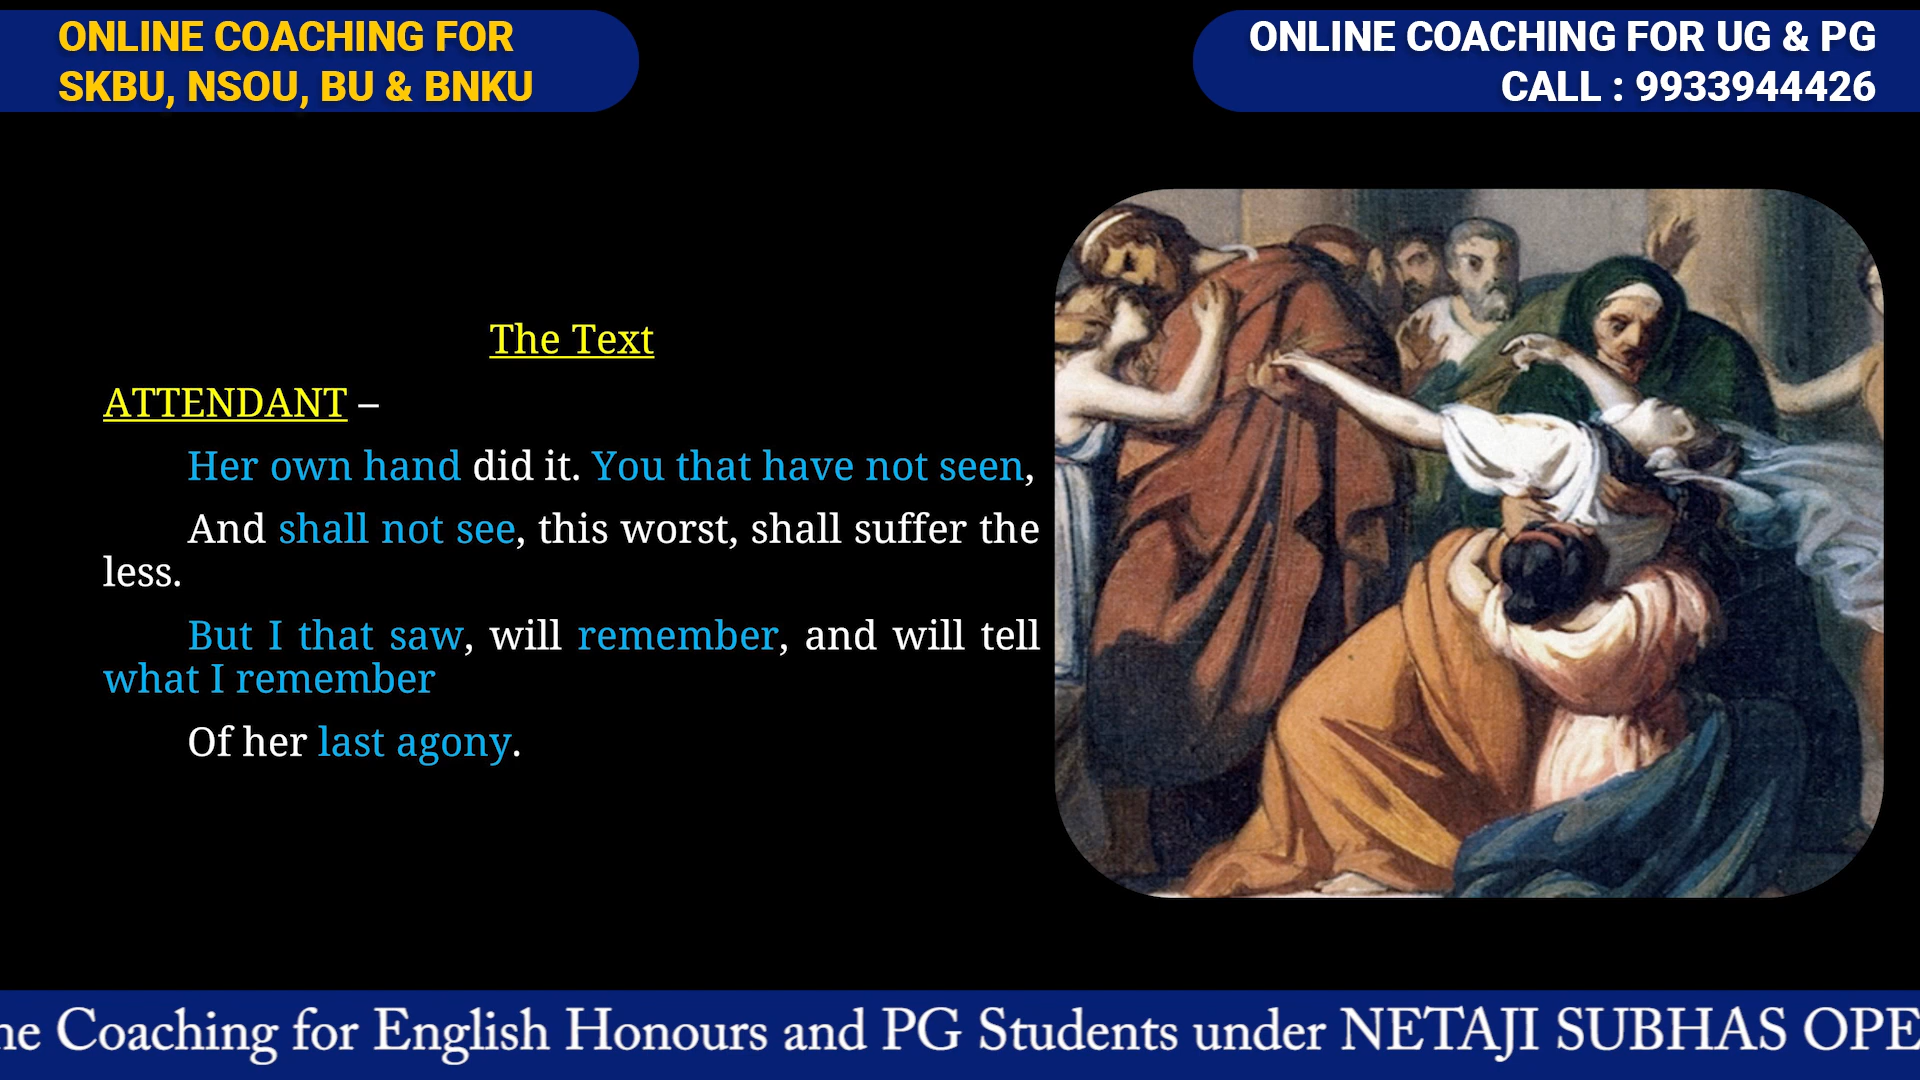 ONLINE COACHING FOR
SKBU, NSOU, BU & BNKU
ONLINE COACHING FOR UG & PG
CALL : 9933944426
The Text
ATTENDANT –
Her own hand did it. You that have not seen,
And shall not see, this worst, shall suffer the
less.
But I that saw, will remember, and will tell
what I remember
Of her last agony.
ne Coaching for English Honours and PG Students under NETAJI SUBHAS OPE